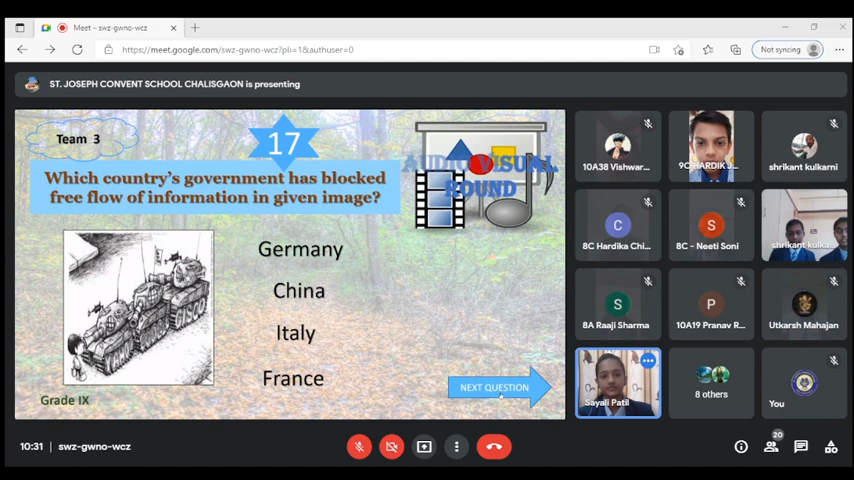 Meet – swz-gwno-wcz
https://meet.google.com/swz-gwno-wcz?pli=1&authuser=0
Not syncing
ST. JOSEPH CONVENT SCHOOL CHALISGAON is presenting
Team 3
17
AUDIO VISUAL
ROUND
Which country's government has blocked
free flow of information in given image?
Germany
China
Italy
France
NEXT QUESTION
Grade IX
10A38 Vishwar...
9C HARDIK
shrikant kulkarni
C
8C Hardika Chi...
S
8C - Neeti Soni
shrikant kulka...
S
8A Raaji Sharma
P
10A19 Pranav R...
Utkarsh Mahajan
Sayali Patil
8 others
You
10:31
swz-gwno-wcz
20